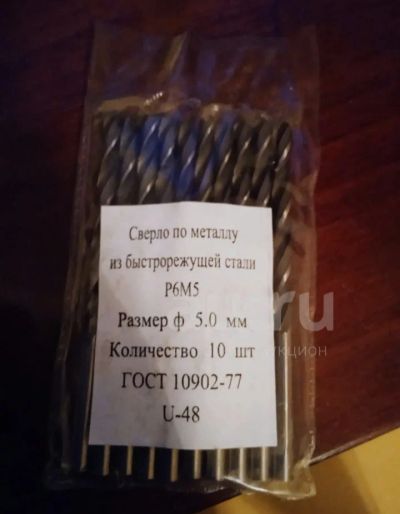 Сверло по металлу
из быстрорежущей стали
Р6М5
Размер ф 5.0 мм
Количество 10 шт
ГОСТ 10902-77
U-48